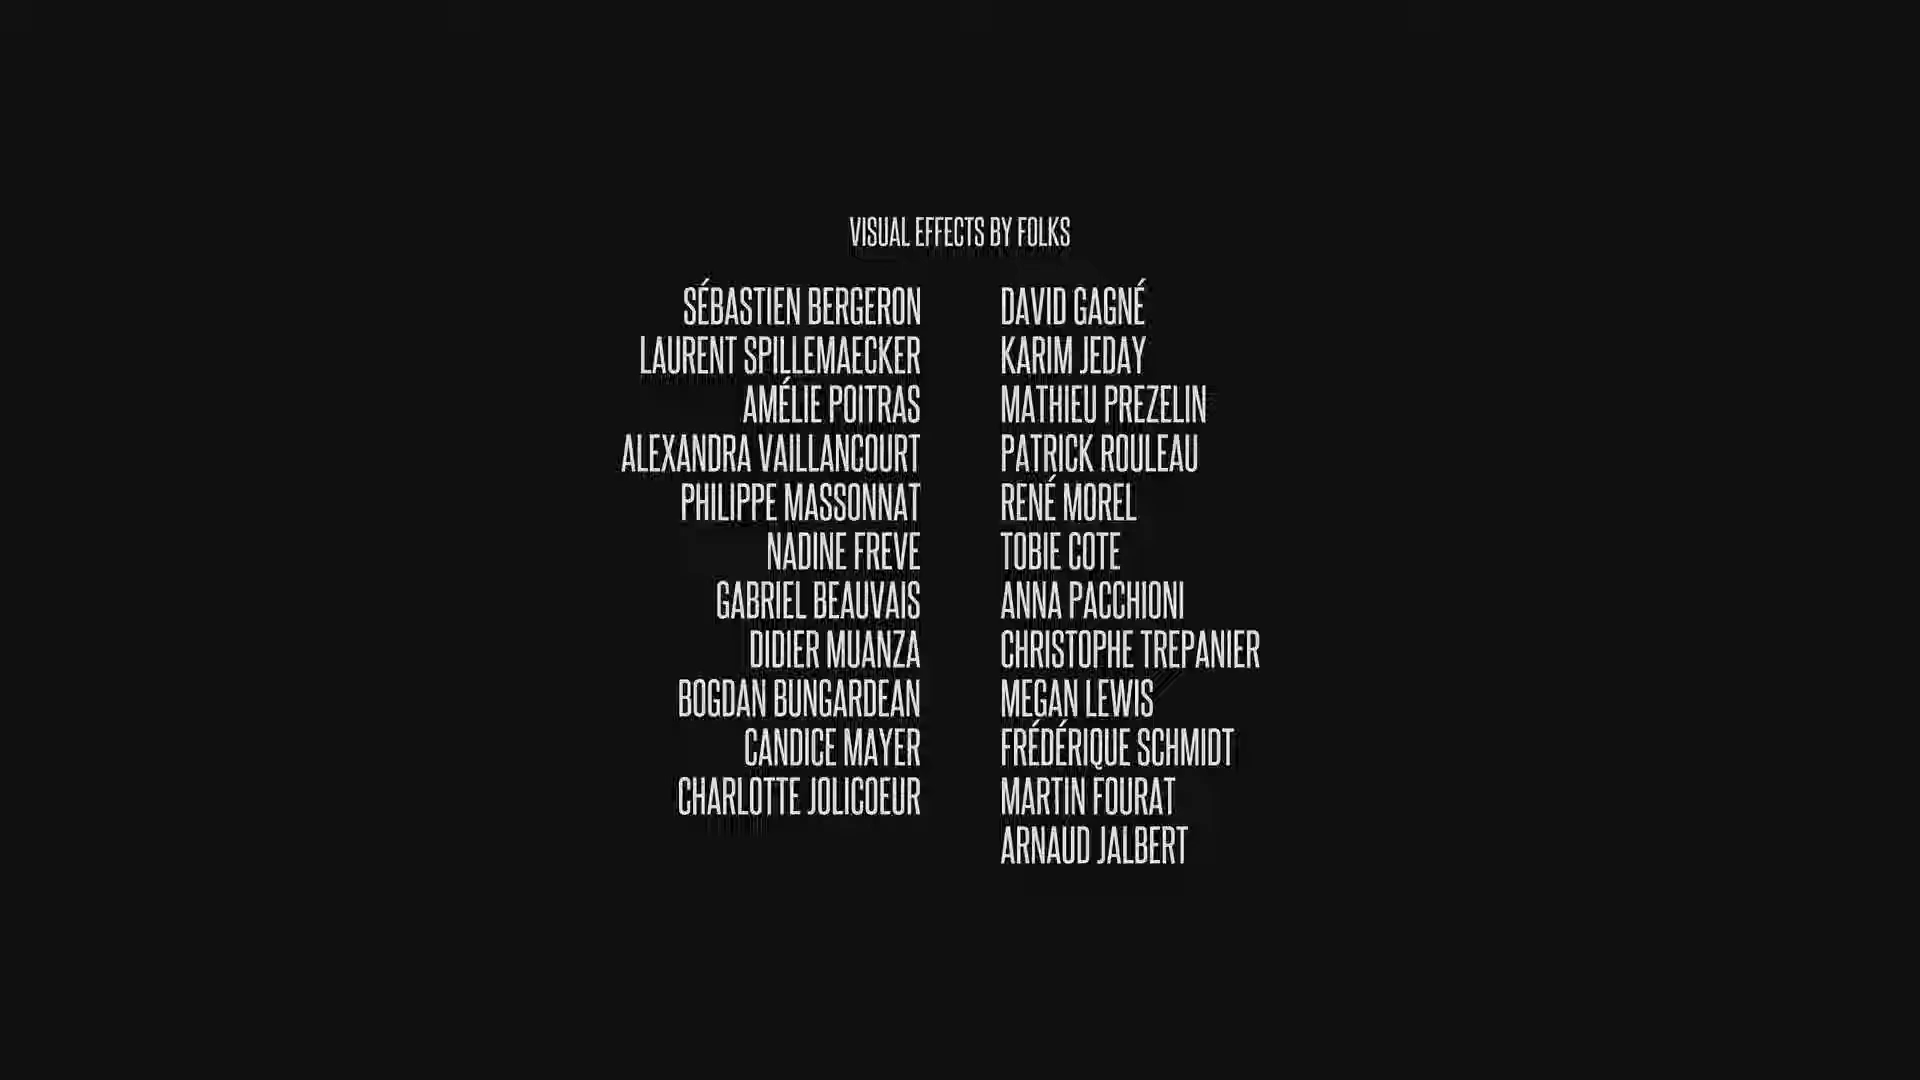 VISUAL EFFECTS BY FOLKS
SÉBASTIEN BERGERON DAVID GAGNÉ
LAURENT SPILLEMAECKER KARIM JEDAY
AMÉLIE POITRAS MATHIEU PREZELIN
ALEXANDRA VAILLANCOURT PATRICK ROULEAU
PHILIPPE MASSONNAT RENÉ MOREL
NADINE FREVE TOBIE COTE
GABRIEL BEAUVAIS ANNA PACCHIONI
DIDIER MUANZA CHRISTOPHE TREPANIER
BOGDAN BUNGARDEAN MEGAN LEWIS
CANDICE MAYER FRÉDÉRIQUE SCHMIDT
CHARLOTTE JOLICOEUR MARTIN FOURAT
ARNAUD JALBERT